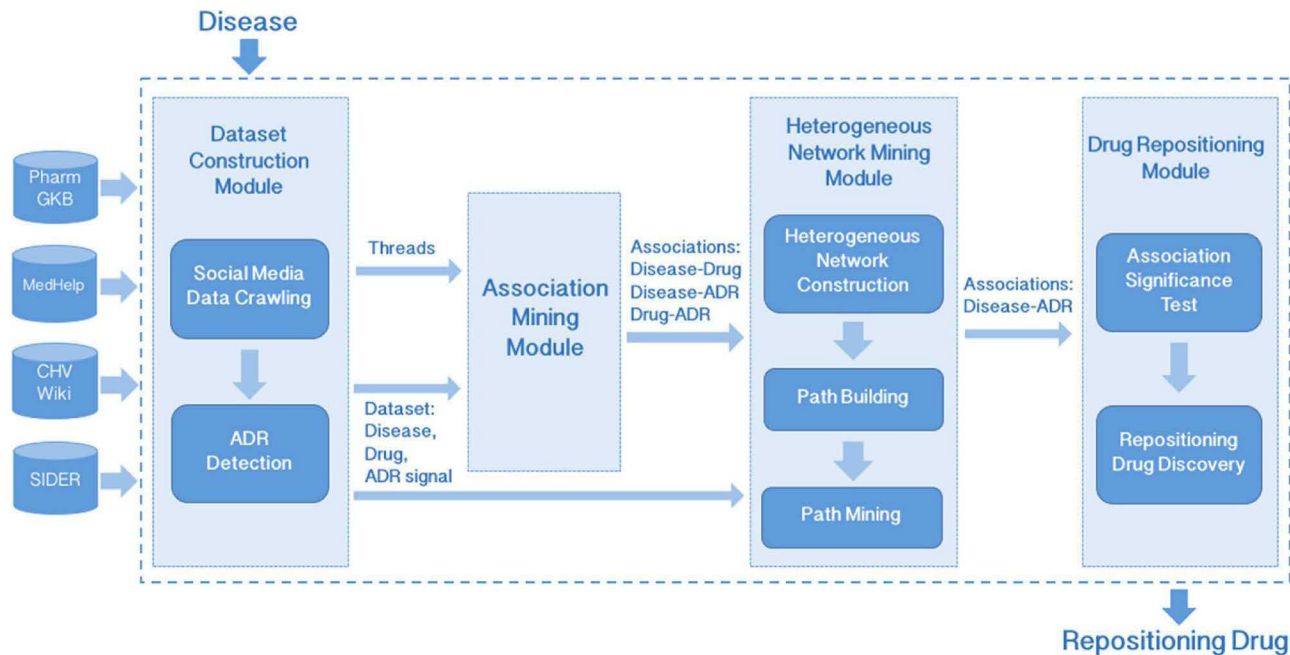 Disease
Pharm
GKB
MedHelp
CHV
Wiki
SIDER
Dataset
Construction
Module
Social Media
Data Crawling
ADR
Detection
Threads
Dataset:
Disease,
Drug,
ADR signal
Association
Mining
Module
Associations:
Disease-Drug
Disease-ADR
Drug-ADR
Heterogeneous
Network Mining
Module
Heterogeneous
Network
Construction
Path Building
Path Mining
Associations:
Disease-ADR
Drug Repositioning
Module
Association
Significance
Test
Repositioning
Drug Discovery
Repositioning Drug